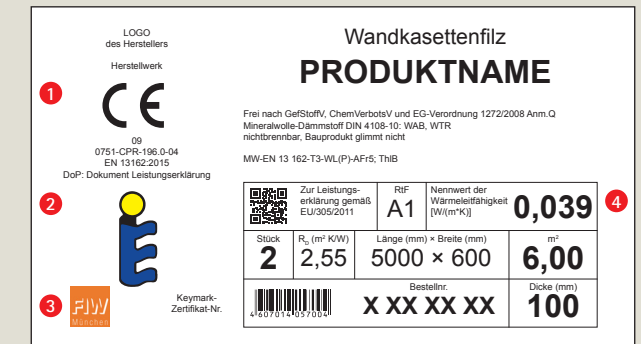 LOGO
des Herstellers
Herstellwerk
1
CE
09
0751-CPR-196.0-04
EN 13162:2015
DoP: Dokument Leistungserklärung
2
3
FIW
München
Keymark-
Zertifikat-Nr.
Wandkasettenfilz
PRODUKTNAME
Frei nach GefStoffV, ChemVerbotsV und EG-Verordnung 1272/2008 Anm.Q
Mineralwolle-Dämmstoff DIN 4108-10: WAB, WTR
nichtbrennbar, Bauprodukt glimmt nicht
MW-EN 13 162-T3-WL(P)-AFr5; ThIB
Zur Leistungs-
erklärung gemäß
EU/305/2011
RtF
A1
Nennwert der
Wärmeleitfähigkeit
[W/(m*K)]
0,039
4
Stück
2
R_D (m² K/W)
2,55
Länge (mm) × Breite (mm)
5000 × 600
m²
6,00
4607014057004
Bestellnr.
X XX XX XX
Dicke (mm)
100